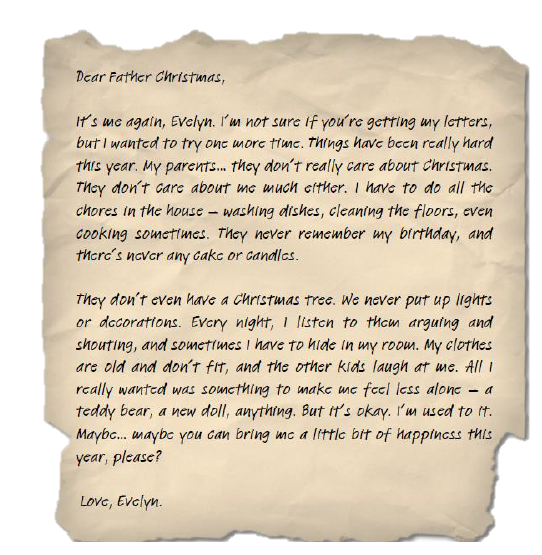 Dear Father Christmas,
It's me again, Evelyn. I'm not sure if you're getting my letters,
but I wanted to try one more time. Things have been really hard
this year. My parents... they don't really care about Christmas.
They don't care about me much either. I have to do all the
chores in the house – washing dishes, cleaning the floors, even
cooking sometimes. They never remember my birthday, and
there's never any cake or candles.
They don't even have a Christmas tree. We never put up lights
or decorations. Every night, I listen to them arguing and
shouting, and sometimes I have to hide in my room. My clothes
are old and don't fit, and the other kids laugh at me. All I
really wanted was something to make me feel less alone – a
teddy bear, a new doll, anything. But it's okay. I'm used to it.
Maybe... maybe you can bring me a little bit of happiness this
year, please?
Love, Evelyn.